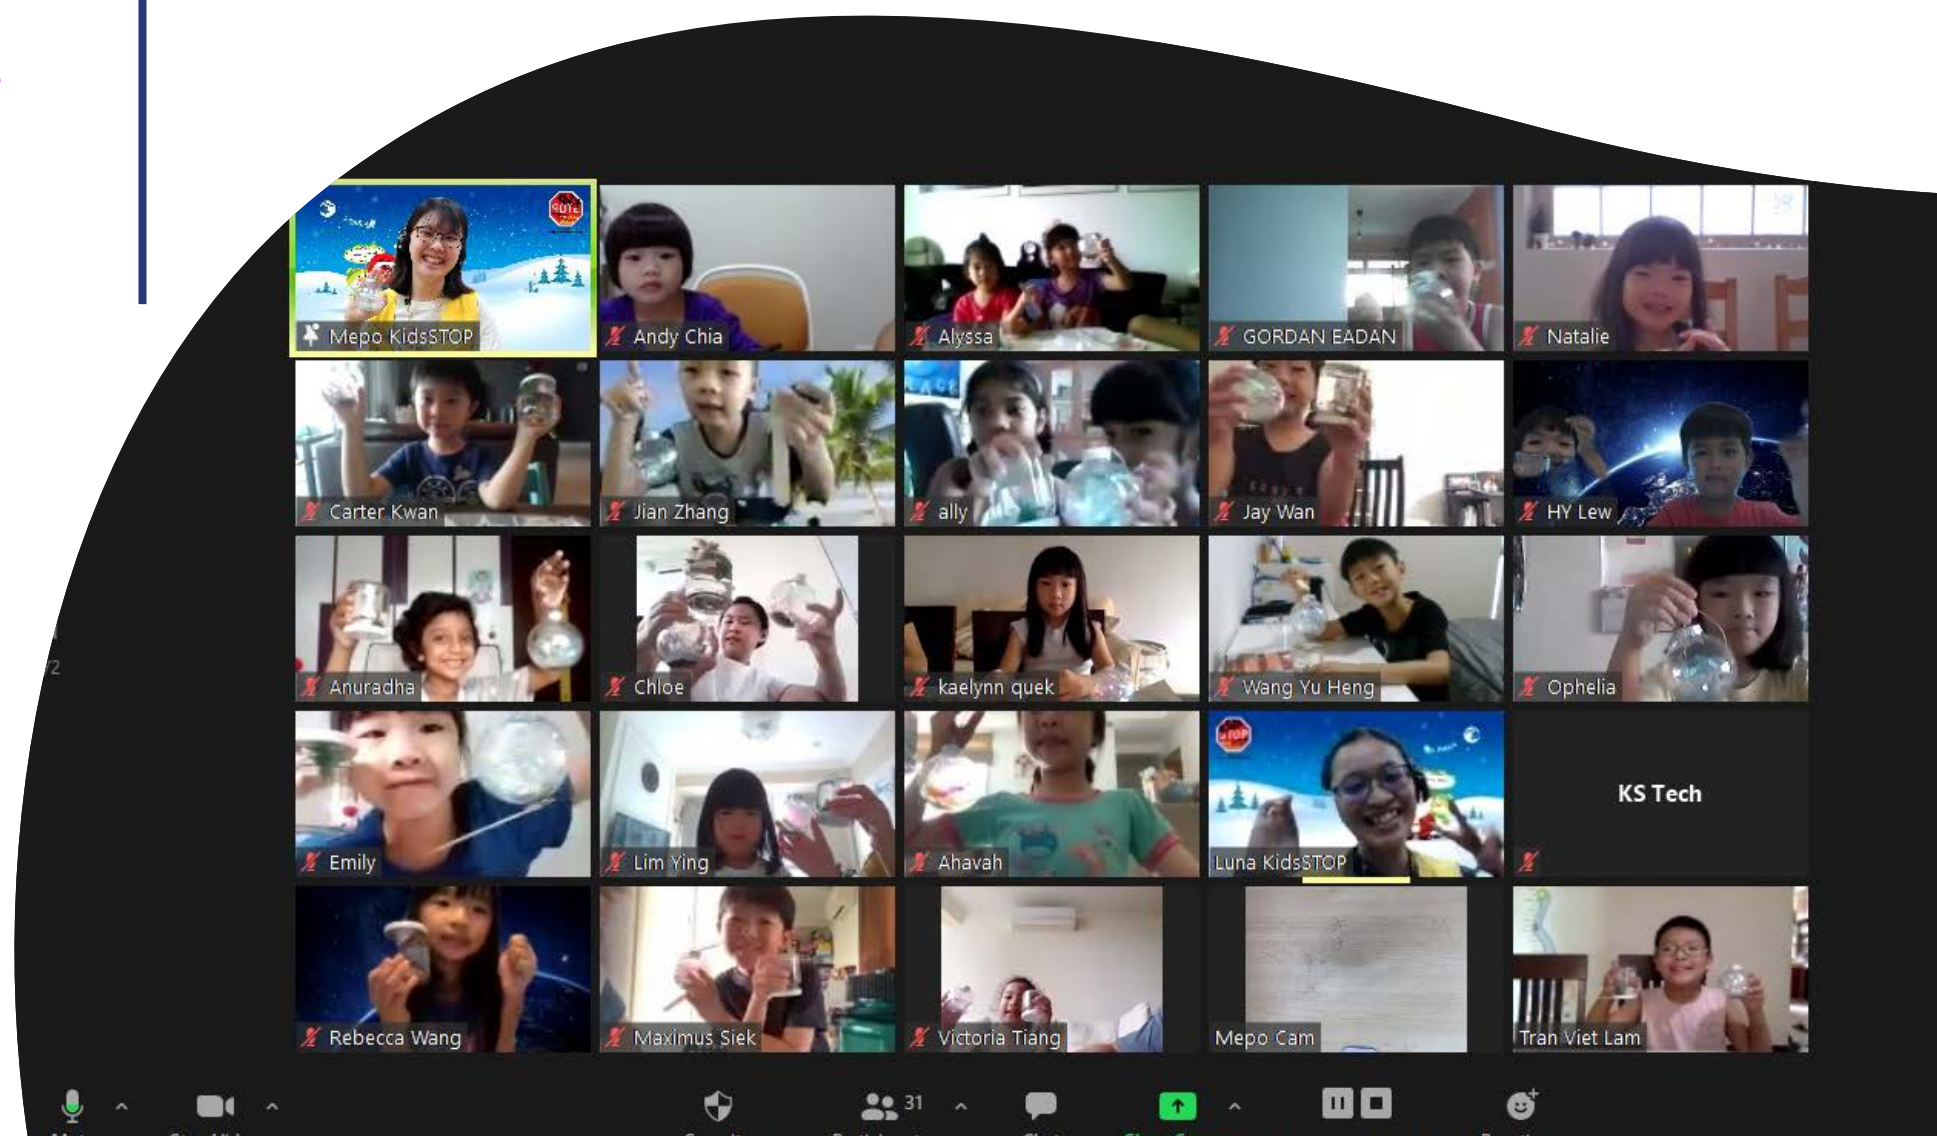 Mepo KidsSTOP
Andy Chia
Alyssa
GORDAN EADAN
Natalie
Carter Kwan
Jian Zhang
ally
Jay Wan
HY Lew
Anuradha
Chloe
kaelynn quek
Wang Yu Heng
Ophelia
Emily
Lim Ying
Ahavah
Luna KidsSTOP
KS Tech
Rebecca Wang
Maximus Siek
Victoria Tiang
Mepo Cam
Tran Viet Lam
31